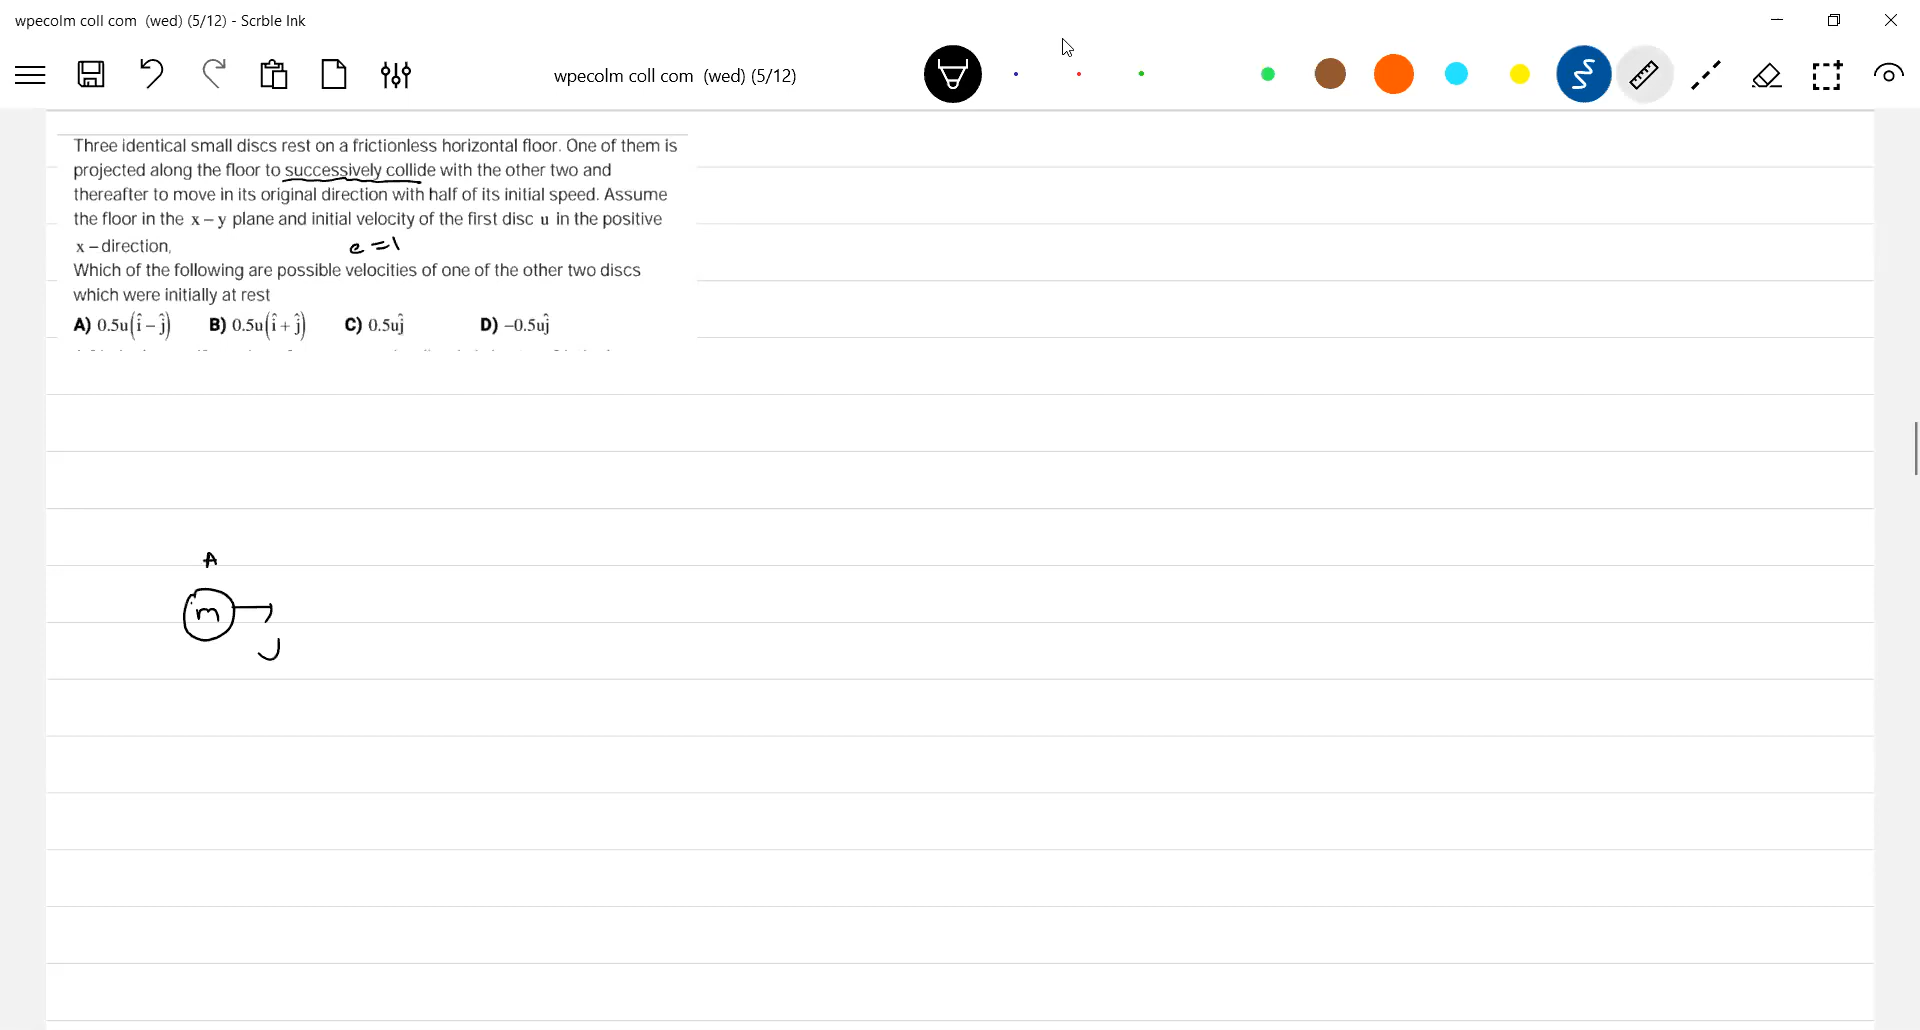 wpecolm coll com (wed) (5/12) - Scrble Ink
wpecolm coll com (wed) (5/12)
Three identical small discs rest on a frictionless horizontal floor. One of them is
projected along the floor to successively collide with the other two and
thereafter to move in its original direction with half of its initial speed. Assume
the floor in the x – y plane and initial velocity of the first disc u in the positive
x – direction,
e = 1
Which of the following are possible velocities of one of the other two discs
which were initially at rest
A) 0.5u(î – ĵ) B) 0.5u(î + ĵ) C) 0.5uĵ D) –0.5uĵ
A
m